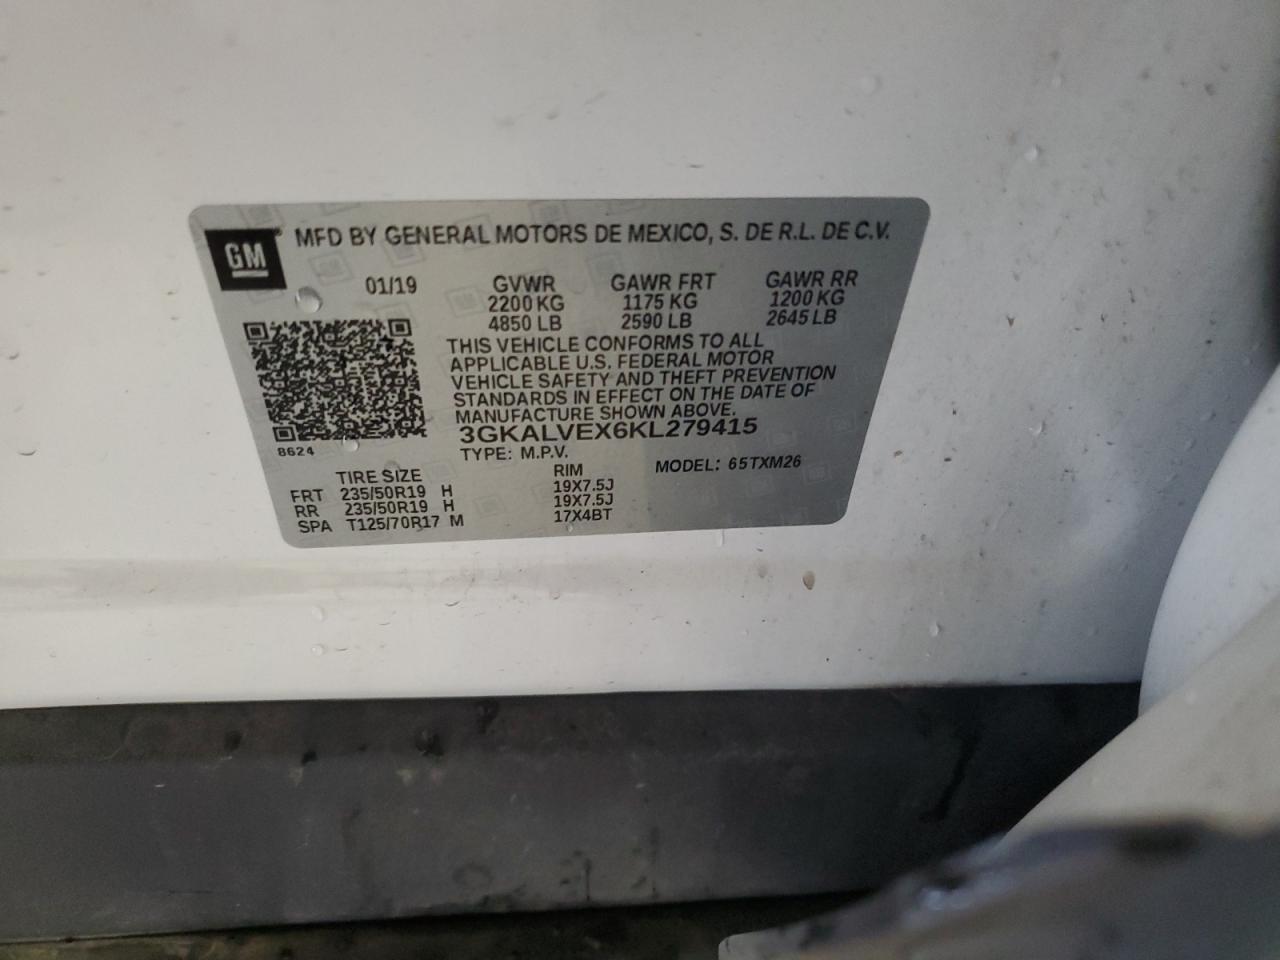 GM
MFD BY GENERAL MOTORS DE MEXICO, S. DE R.L. DE C.V.
01/19 GVWR GAWR FRT GAWR RR
2200 KG 1175 KG 1200 KG
4850 LB 2590 LB 2645 LB
THIS VEHICLE CONFORMS TO ALL
APPLICABLE U.S. FEDERAL MOTOR
VEHICLE SAFETY AND THEFT PREVENTION
STANDARDS IN EFFECT ON THE DATE OF
MANUFACTURE SHOWN ABOVE.
3GKALVEX6KL279415
8624
TYPE: M.P.V. MODEL: 65TXM26
TIRE SIZE RIM
FRT 235/50R19 H 19X7.5J
RR 235/50R19 H 19X7.5J
SPA T125/70R17 M 17X4BT